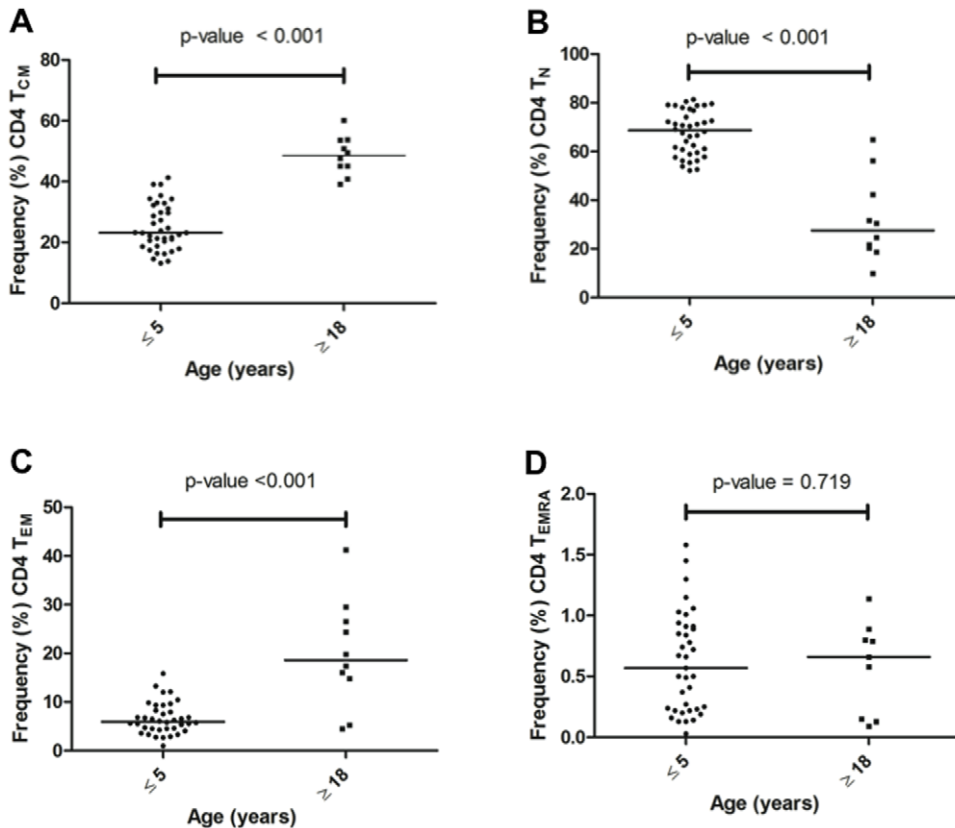 A
p-value < 0.001
Frequency (%) CD4 TCM
80
60
40
20
0
≤ 5
≥ 18
Age (years)
B
p-value < 0.001
Frequency (%) CD4 TN
100
80
60
40
20
0
≤ 5
≥ 18
Age (years)
C
p-value <0.001
Frequency (%) CD4 TEM
50
40
30
20
10
0
≤ 5
≥ 18
Age (years)
D
p-value = 0.719
Frequency (%) CD4 TEMRA
2.0
1.5
1.0
0.5
0.0
≤ 5
≥ 18
Age (years)